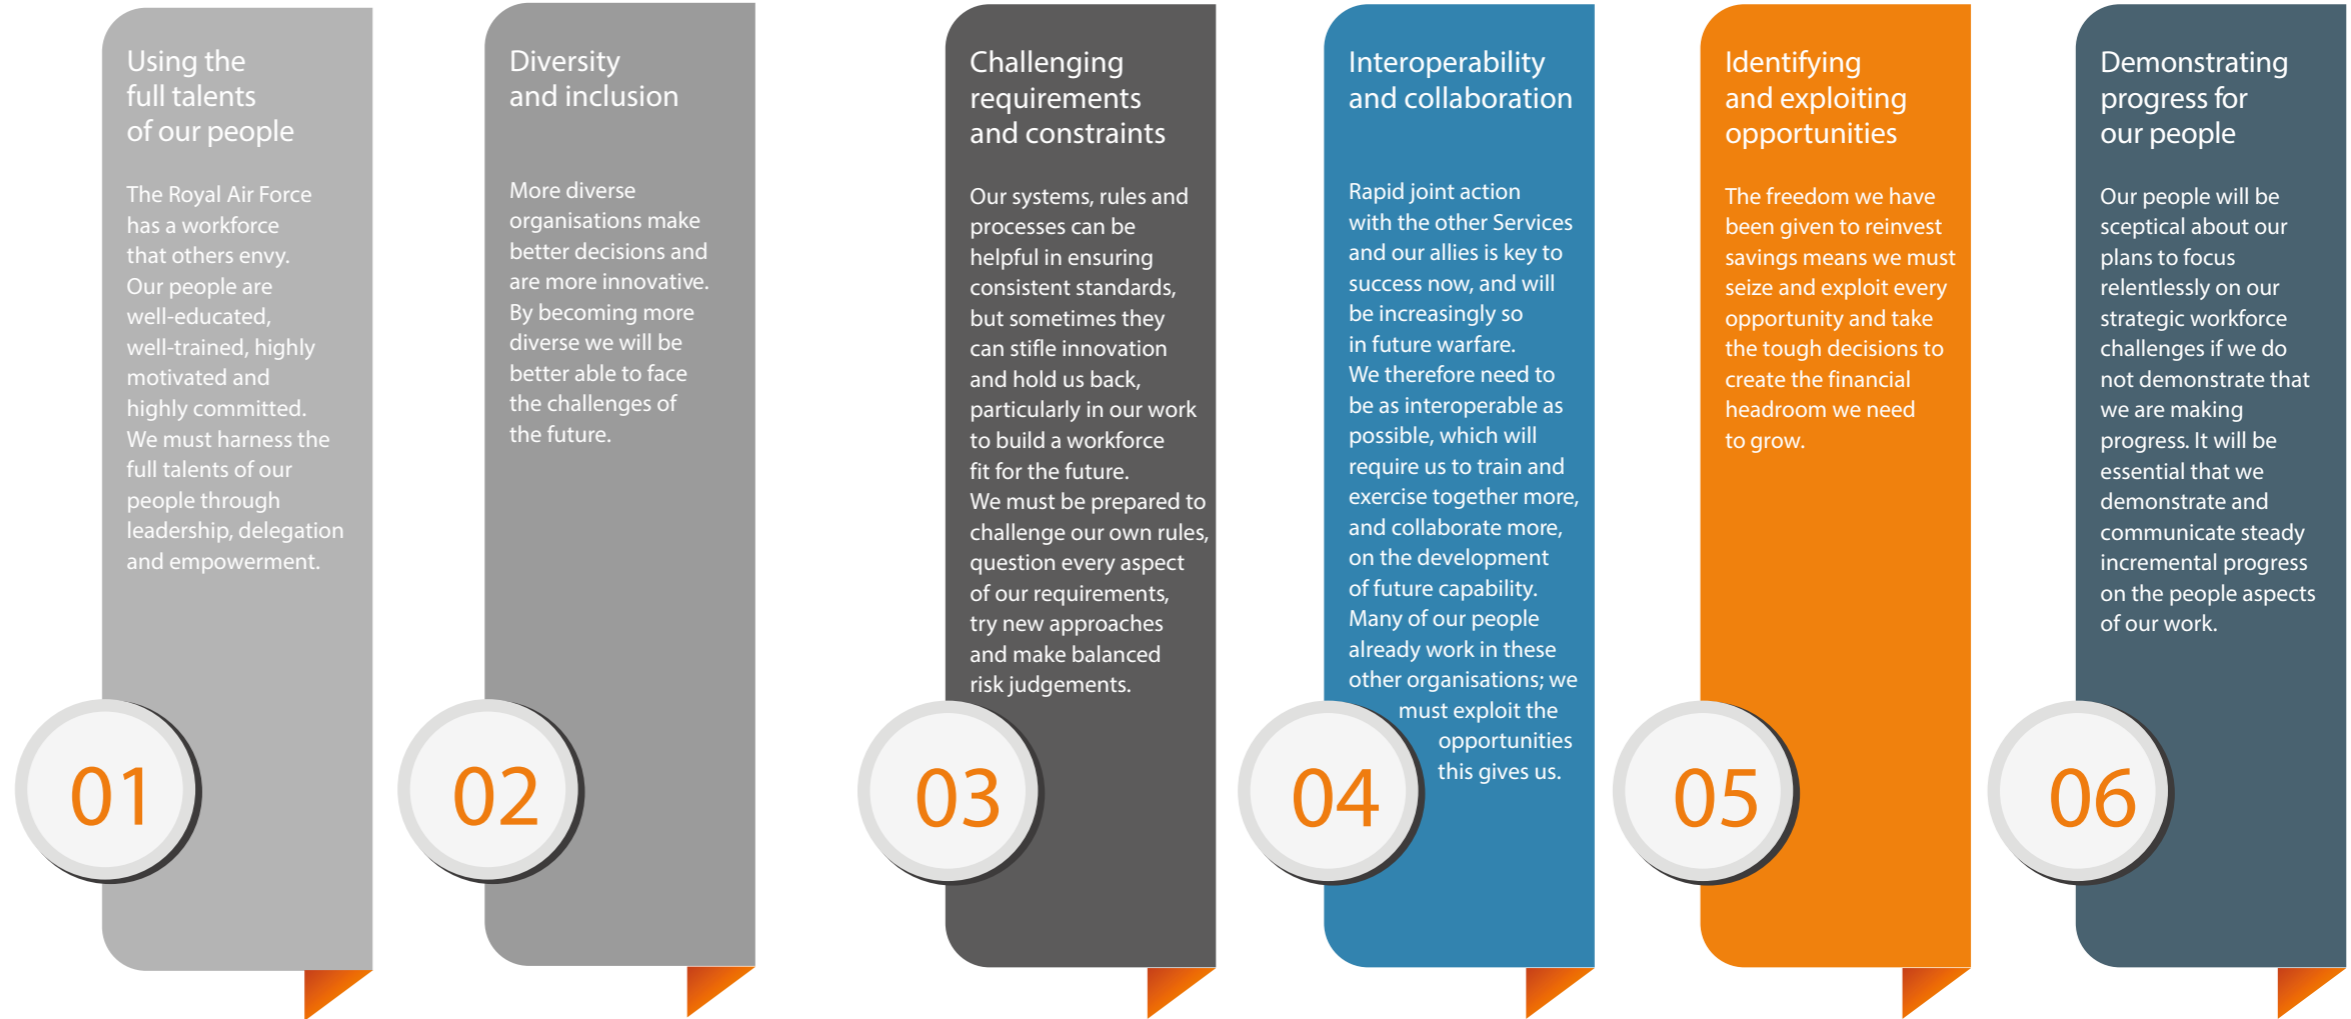 Using the
full talents
of our people
The Royal Air Force
has a workforce
that others envy.
Our people are
well-educated,
well-trained, highly
motivated and
highly committed.
We must harness the
full talents of our
people through
leadership, delegation
and empowerment.
01
Diversity
and inclusion
More diverse
organisations make
better decisions and
are more innovative.
By becoming more
diverse we will be
better able to face
the challenges of
the future.
02
Challenging
requirements
and constraints
Our systems, rules and
processes can be
helpful in ensuring
consistent standards,
but sometimes they
can stifle innovation
and hold us back,
particularly in our work
to build a workforce
fit for the future.
We must be prepared to
challenge our own rules,
question every aspect
of our requirements,
try new approaches
and make balanced
risk judgements.
03
Interoperability
and collaboration
Rapid joint action
with the other Services
and our allies is key to
success now, and will
be increasingly so
in future warfare.
We therefore need to
be as interoperable as
possible, which will
require us to train and
exercise together more,
and collaborate more,
on the development
of future capability.
Many of our people
already work in these
other organisations; we
must exploit the
opportunities
this gives us.
04
Identifying
and exploiting
opportunities
The freedom we have
been given to reinvest
savings means we must
seize and exploit every
opportunity and take
the tough decisions to
create the financial
headroom we need
to grow.
05
Demonstrating
progress for
our people
Our people will be
sceptical about our
plans to focus
relentlessly on our
strategic workforce
challenges if we do
not demonstrate that
we are making
progress. It will be
essential that we
demonstrate and
communicate steady
incremental progress
on the people aspects
of our work.
06